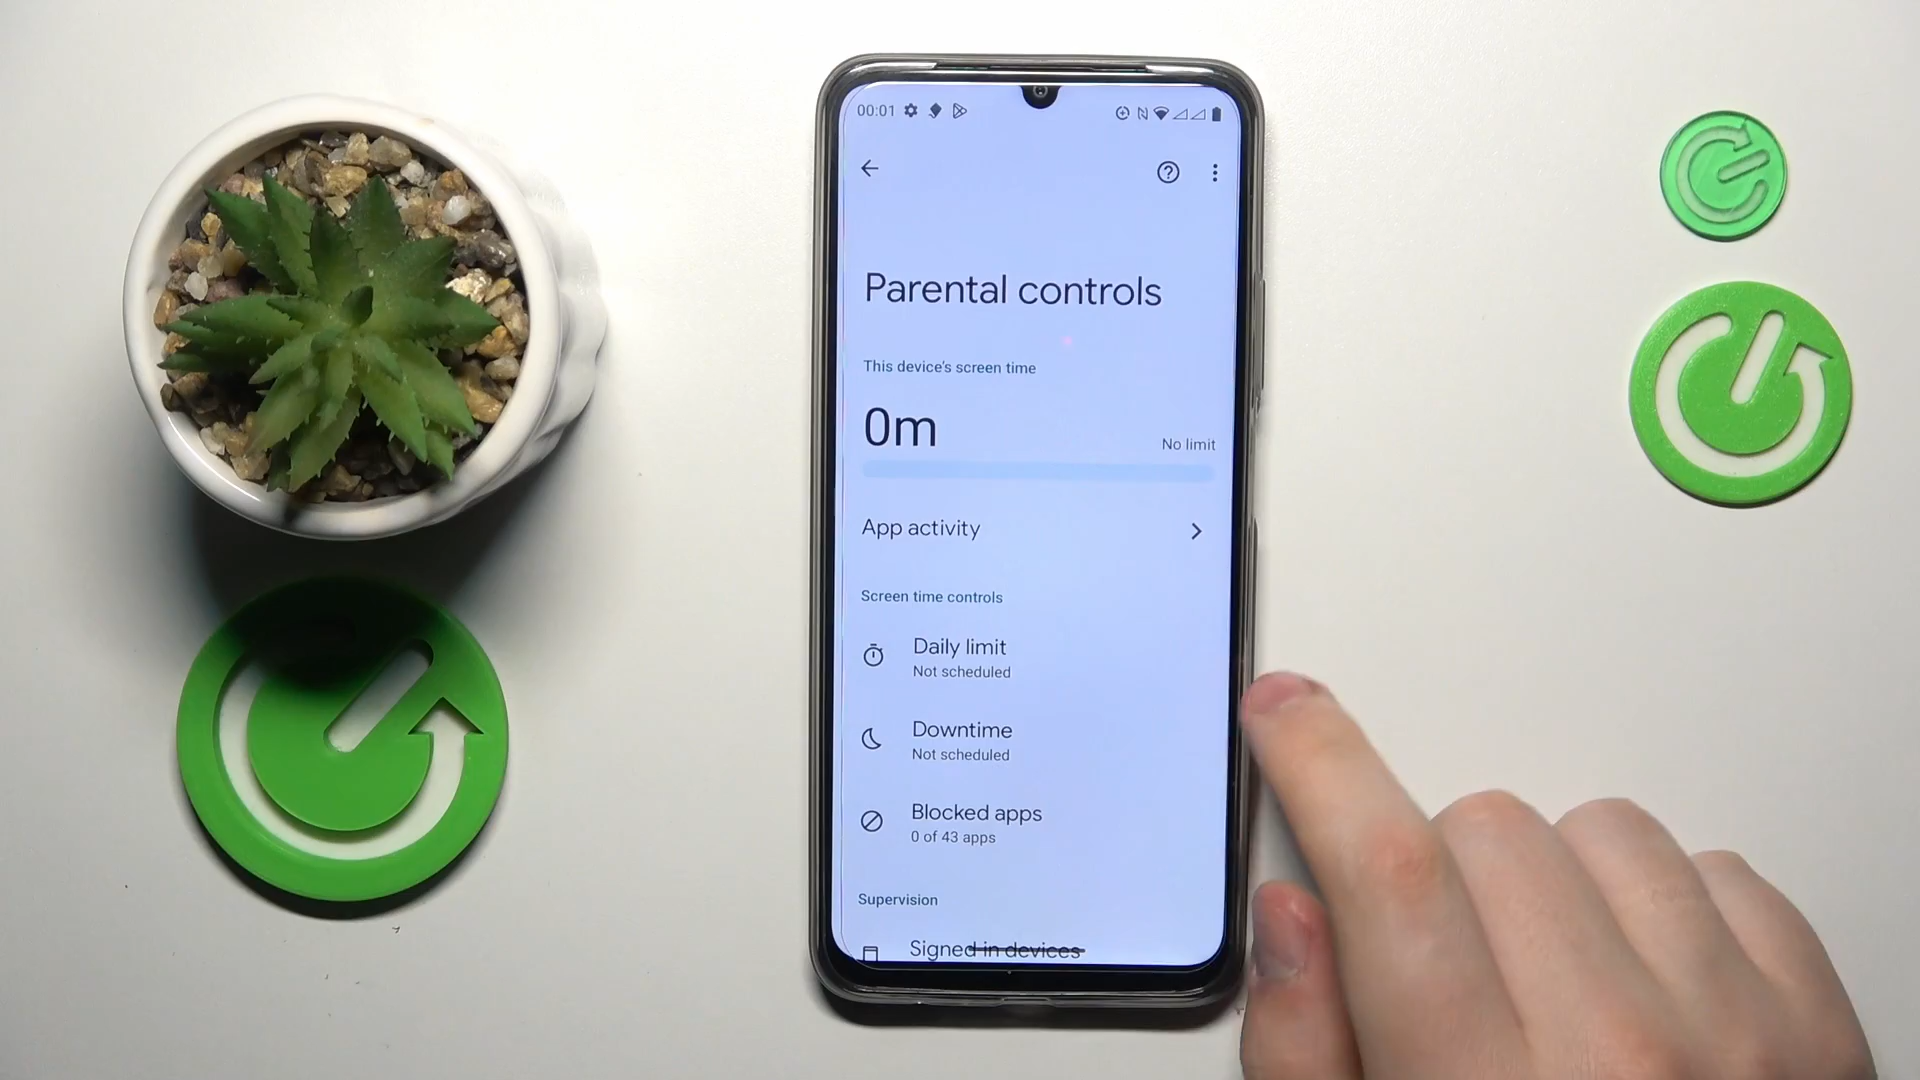 00:01
Parental controls
This device's screen time
0m
No limit
App activity
Screen time controls
Daily limit
Not scheduled
Downtime
Not scheduled
Blocked apps
0 of 43 apps
Supervision
Signed in devices